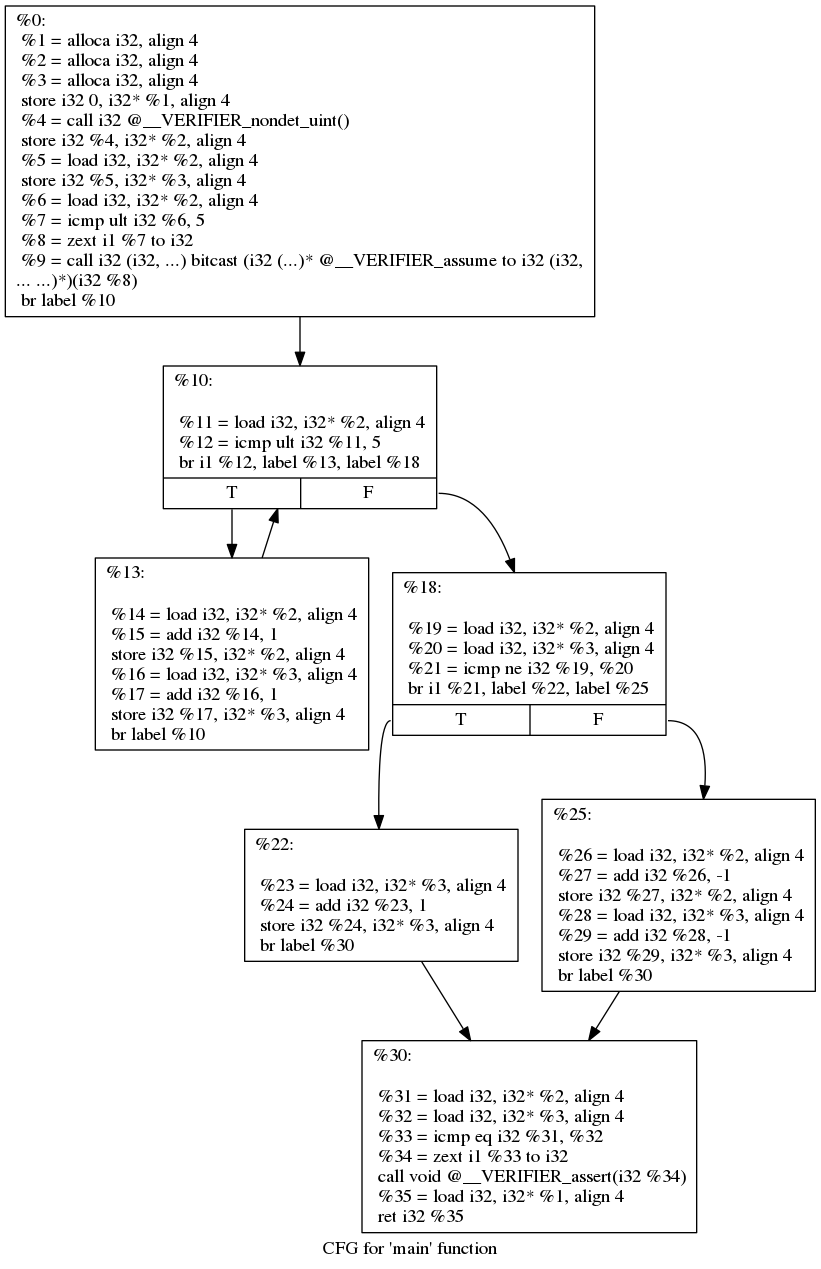 %0:
%1 = alloca i32, align 4
%2 = alloca i32, align 4
%3 = alloca i32, align 4
store i32 0, i32* %1, align 4
%4 = call i32 @__VERIFIER_nondet_uint()
store i32 %4, i32* %2, align 4
%5 = load i32, i32* %2, align 4
store i32 %5, i32* %3, align 4
%6 = load i32, i32* %2, align 4
%7 = icmp ult i32 %6, 5
%8 = zext i1 %7 to i32
%9 = call i32 (i32, ...) bitcast (i32 (...)* @__VERIFIER_assume to i32 (i32,
... ...)*)(i32 %8)
br label %10
%10:
%11 = load i32, i32* %2, align 4
%12 = icmp ult i32 %11, 5
br i1 %12, label %13, label %18
T
F
%13:
%14 = load i32, i32* %2, align 4
%15 = add i32 %14, 1
store i32 %15, i32* %2, align 4
%16 = load i32, i32* %3, align 4
%17 = add i32 %16, 1
store i32 %17, i32* %3, align 4
br label %10
%18:
%19 = load i32, i32* %2, align 4
%20 = load i32, i32* %3, align 4
%21 = icmp ne i32 %19, %20
br i1 %21, label %22, label %25
T
F
%22:
%23 = load i32, i32* %3, align 4
%24 = add i32 %23, 1
store i32 %24, i32* %3, align 4
br label %30
%25:
%26 = load i32, i32* %2, align 4
%27 = add i32 %26, -1
store i32 %27, i32* %2, align 4
%28 = load i32, i32* %3, align 4
%29 = add i32 %28, -1
store i32 %29, i32* %3, align 4
br label %30
%30:
%31 = load i32, i32* %2, align 4
%32 = load i32, i32* %3, align 4
%33 = icmp eq i32 %31, %32
%34 = zext i1 %33 to i32
call void @__VERIFIER_assert(i32 %34)
%35 = load i32, i32* %1, align 4
ret i32 %35
CFG for 'main' function